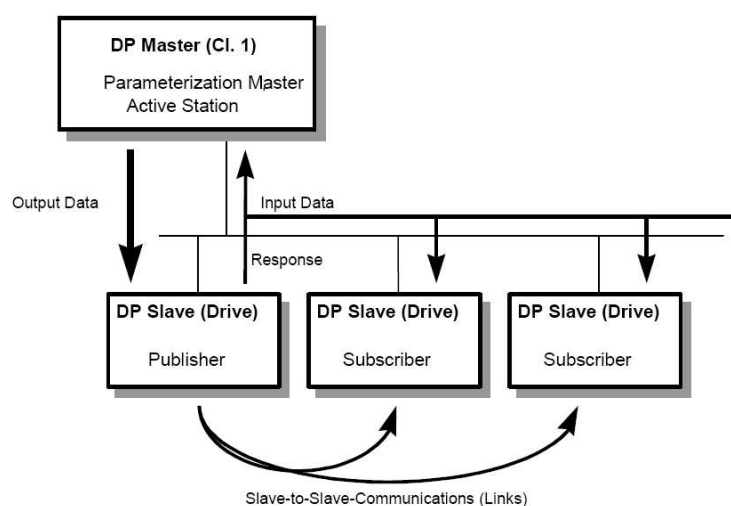 DP Master (Cl. 1)
Parameterization Master
Active Station
Output Data
Input Data
Response
DP Slave (Drive)
Publisher
DP Slave (Drive)
Subscriber
DP Slave (Drive)
Subscriber
Slave-to-Slave-Communications (Links)